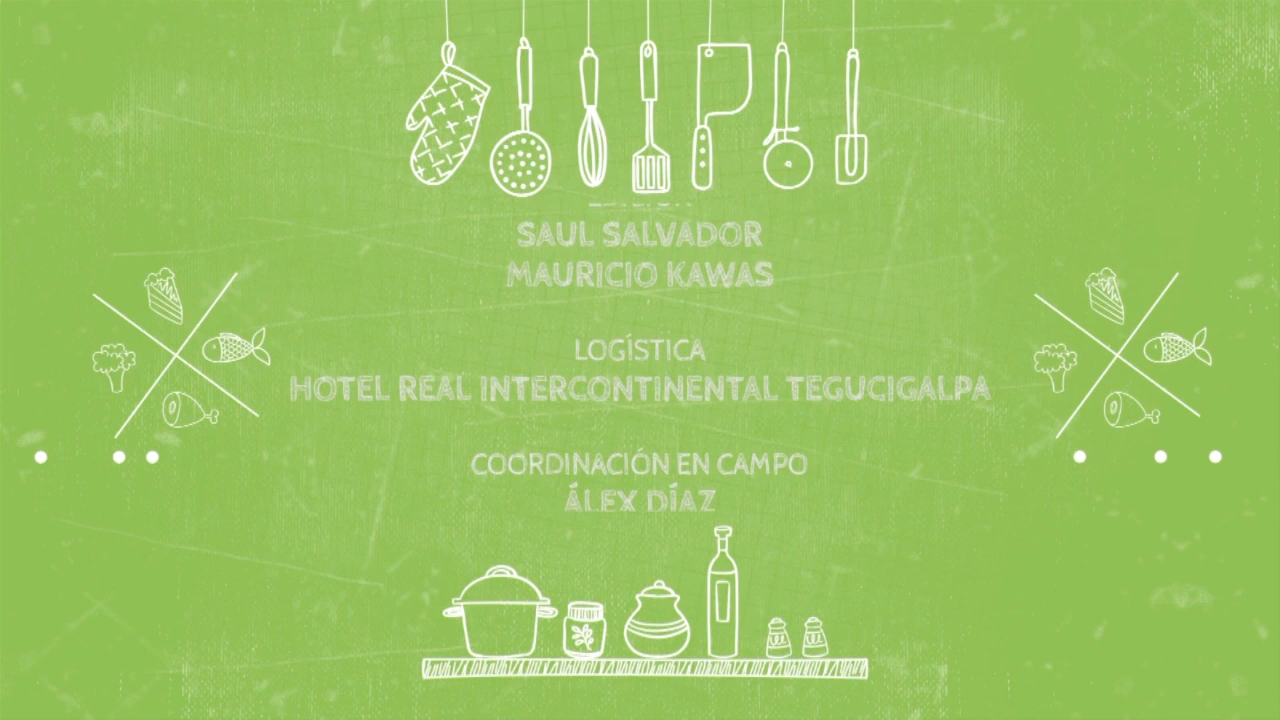 SAUL SALVADOR
MAURICIO KAWAS
LOGÍSTICA
HOTEL REAL INTERCONTINENTAL TEGUCIGALPA
COORDINACIÓN EN CAMPO
ÁLEX DÍAZ